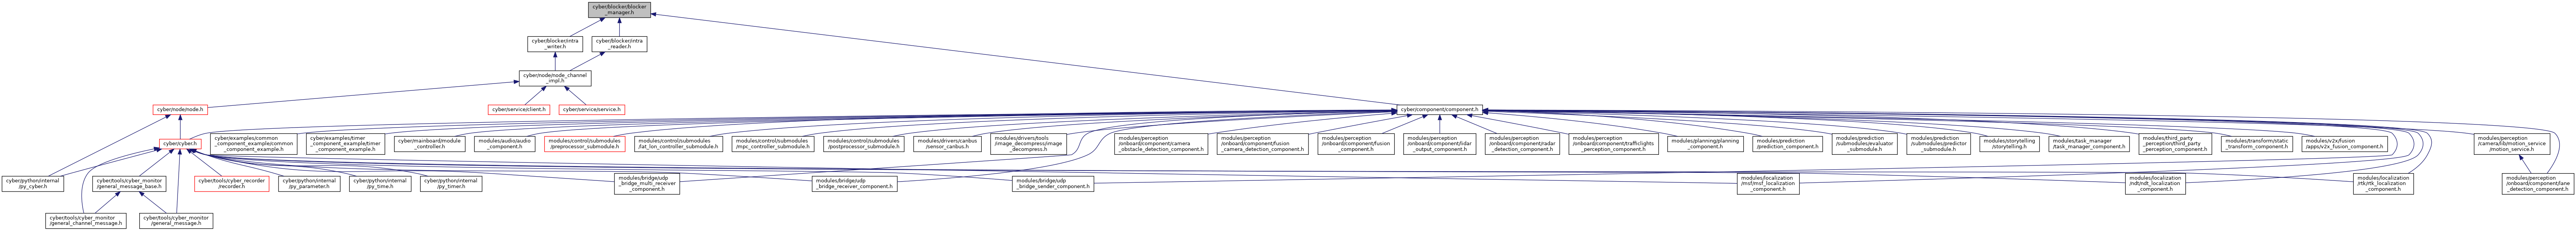 cyber/blocker/blocker
_manager.h
cyber/blocker/intra
_writer.h
cyber/blocker/intra
_reader.h
cyber/node/node_channel
_impl.h
cyber/node/node.h
cyber/service/client.h
cyber/service/service.h
cyber/component/component.h
cyber/cyber.h
cyber/examples/common
_component_example/common
_component_example.h
cyber/examples/timer
_component_example/timer
_component_example.h
cyber/mainboard/module
_controller.h
modules/audio/audio
_component.h
modules/control/submodules
/preprocessor_submodule.h
modules/control/submodules
/lat_lon_controller_submodule.h
modules/control/submodules
/mpc_controller_submodule.h
modules/control/submodules
/postprocessor_submodule.h
modules/drivers/canbus
/sensor_canbus.h
modules/drivers/tools
/image_decompress/image
_decompress.h
modules/perception
/onboard/component/camera
_obstacle_detection_component.h
modules/perception
/onboard/component/fusion
_camera_detection_component.h
modules/perception
/onboard/component/fusion
_component.h
modules/perception
/onboard/component/lidar
_output_component.h
modules/perception
/onboard/component/radar
_detection_component.h
modules/perception
/onboard/component/trafficlights
_perception_component.h
modules/planning/planning
_component.h
modules/prediction
/prediction_component.h
modules/prediction
/submodules/evaluator
_submodule.h
modules/prediction
/submodules/predictor
_submodule.h
modules/storytelling
/storytelling.h
modules/task_manager
/task_manager_component.h
modules/third_party
_perception/third_party
_perception_component.h
modules/transform/static
_transform_component.h
modules/v2x/fusion
/apps/v2x_fusion_component.h
modules/perception
/camera/lib/motion_service
/motion_service.h
cyber/python/internal
/py_cyber.h
cyber/tools/cyber_monitor
/general_message_base.h
cyber/tools/cyber_recorder
/recorder.h
cyber/python/internal
/py_parameter.h
cyber/python/internal
/py_time.h
cyber/python/internal
/py_timer.h
modules/bridge/udp
_bridge_multi_receiver
_component.h
modules/bridge/udp
_bridge_receiver_component.h
modules/bridge/udp
_bridge_sender_component.h
modules/localization
/msf/msf_localization
_component.h
modules/localization
/ndt/ndt_localization
_component.h
modules/localization
/rtk/rtk_localization
_component.h
modules/perception
/onboard/component/lane
_detection_component.h
cyber/tools/cyber_monitor
/general_channel_message.h
cyber/tools/cyber_monitor
/general_message.h